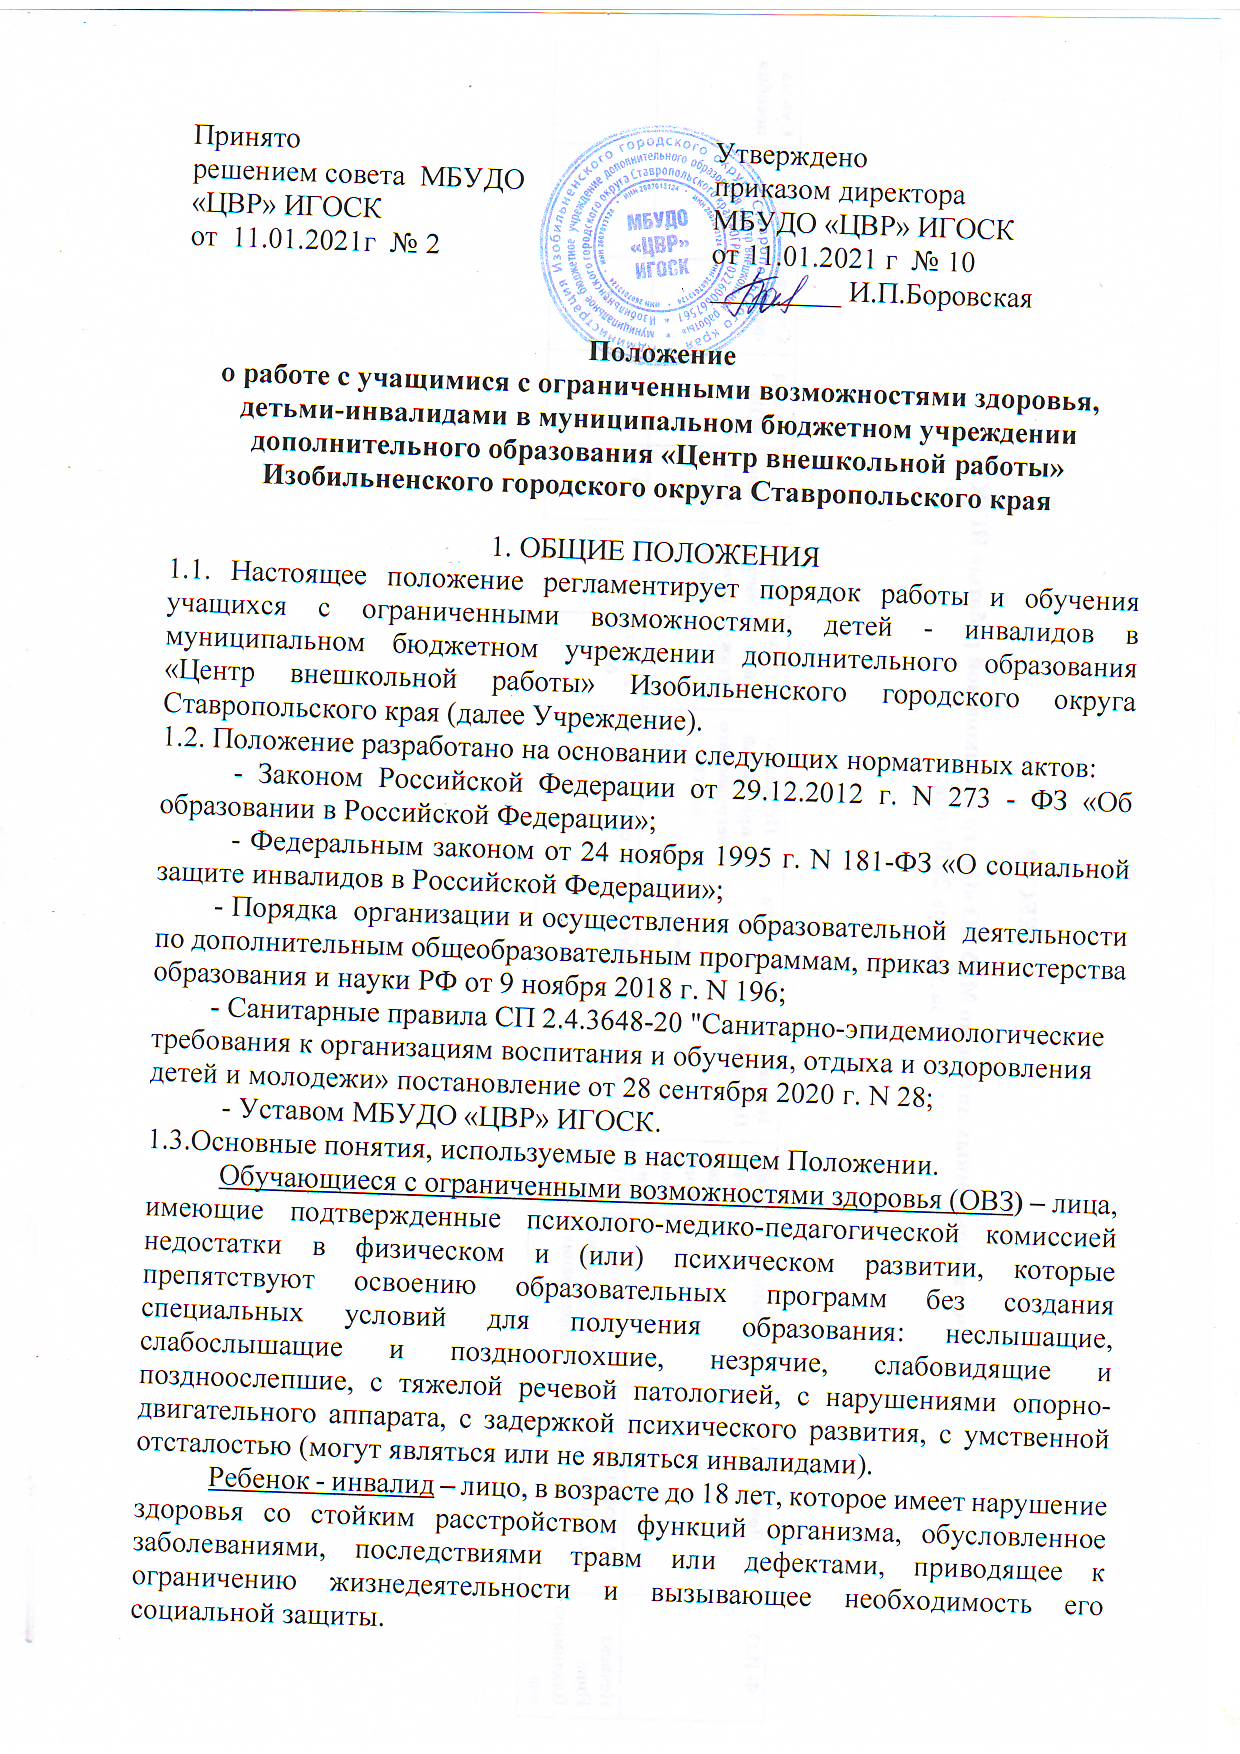 Принято
решением совета МБУДО
«ЦВР» ИГОСК
от 11.01.2021г № 2
Утверждено
приказом директора
МБУДО «ЦВР» ИГОСК
от 11.01.2021 г № 10
И.П.Боровская
МБУДО
«ЦВР»
ИГОСК
Положение
о работе с учащимися с ограниченными возможностями здоровья,
детьми-инвалидами в муниципальном бюджетном учреждении
дополнительного образования «Центр внешкольной работы»
Изобильненского городского округа Ставропольского края
1. ОБЩИЕ ПОЛОЖЕНИЯ
1.1. Настоящее положение регламентирует порядок работы и обучения
учащихся с ограниченными возможностями, детей - инвалидов в
муниципальном бюджетном учреждении дополнительного образования
«Центр внешкольной работы» Изобильненского городского округа
Ставропольского края (далее Учреждение).
1.2. Положение разработано на основании следующих нормативных актов:
- Законом Российской Федерации от 29.12.2012 г. N 273 - ФЗ «Об
образовании в Российской Федерации»;
- Федеральным законом от 24 ноября 1995 г. N 181-ФЗ «О социальной
защите инвалидов в Российской Федерации»;
- Порядка организации и осуществления образовательной деятельности
по дополнительным общеобразовательным программам, приказ министерства
образования и науки РФ от 9 ноября 2018 г. N 196;
- Санитарные правила СП 2.4.3648-20 "Санитарно-эпидемиологические
требования к организациям воспитания и обучения, отдыха и оздоровления
детей и молодежи» постановление от 28 сентября 2020 г. N 28;
- Уставом МБУДО «ЦВР» ИГОСК.
1.3.Основные понятия, используемые в настоящем Положении.
Обучающиеся с ограниченными возможностями здоровья (ОВЗ) – лица,
имеющие подтвержденные психолого-медико-педагогической комиссией
недостатки в физическом и (или) психическом развитии, которые
препятствуют освоению образовательных программ без создания
специальных условий для получения образования: неслышащие,
слабослышащие и позднооглохшие, незрячие, слабовидящие и
поздноослепшие, с тяжелой речевой патологией, с нарушениями опорно-
двигательного аппарата, с задержкой психического развития, с умственной
отсталостью (могут являться или не являться инвалидами).
Ребенок - инвалид – лицо, в возрасте до 18 лет, которое имеет нарушение
здоровья со стойким расстройством функций организма, обусловленное
заболеваниями, последствиями травм или дефектами, приводящее к
ограничению жизнедеятельности и вызывающее необходимость его
социальной защиты.